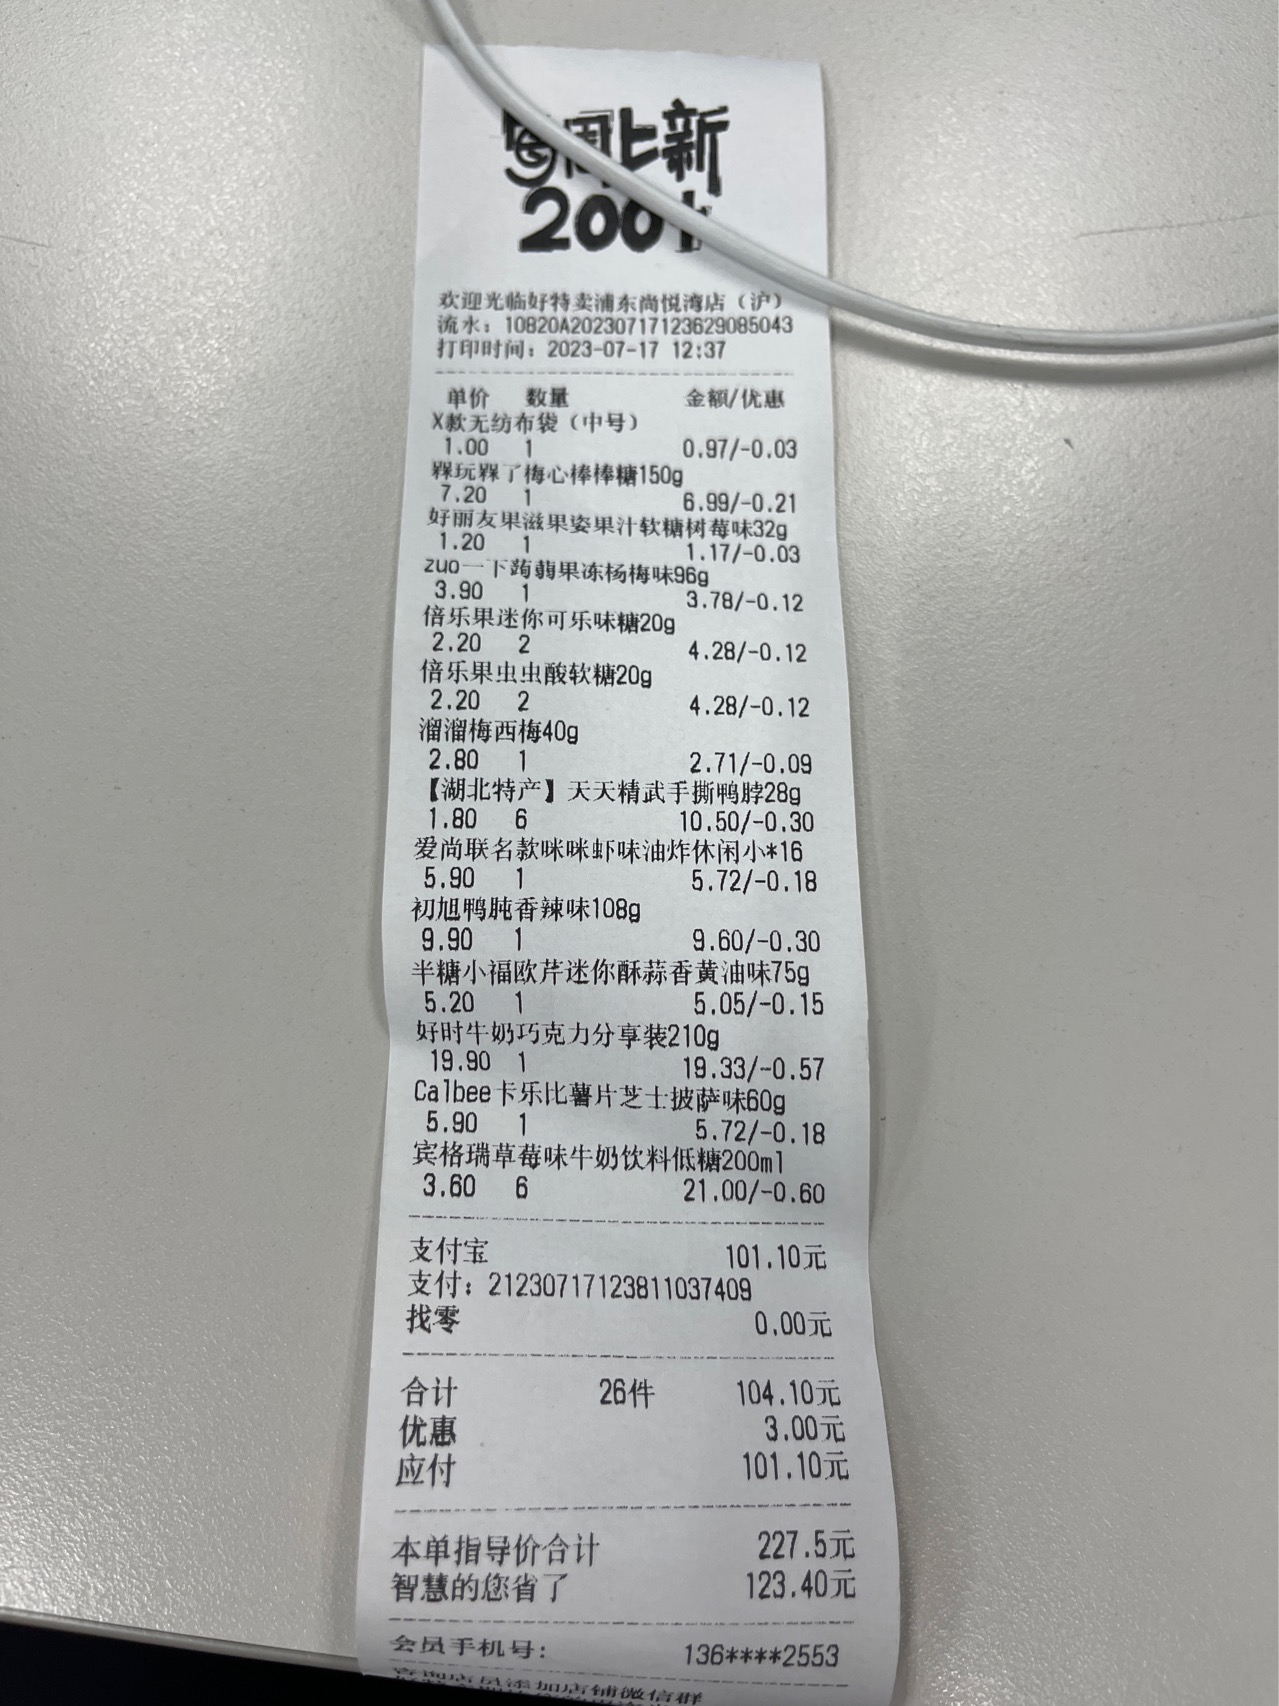 每周上新
200
欢迎光临好特卖浦东尚悦湾店（沪）
流水：10820A20230717123629085043
打印时间：2023-07-17 12:37
单价 数量 金额/优惠
X款无纺布袋（中号）
1.00 1 0.97/-0.03
槑玩槑了梅心棒棒糖150g
7.20 1 6.99/-0.21
好丽友果滋果姿果汁软糖树莓味32g
1.20 1 1.17/-0.03
zuo一下蒟蒻果冻杨梅味96g
3.90 1 3.78/-0.12
倍乐果迷你可乐味糖20g
2.20 2 4.28/-0.12
倍乐果虫虫酸软糖20g
2.20 2 4.28/-0.12
溜溜梅西梅40g
2.80 1 2.71/-0.09
【湖北特产】天天精武手撕鸭脖28g
1.80 6 10.50/-0.30
爱尚联名款咪咪虾味油炸休闲小*16
5.90 1 5.72/-0.18
初旭鸭肫香辣味108g
9.90 1 9.60/-0.30
半糖小福欧芹迷你酥蒜香黄油味75g
5.20 1 5.05/-0.15
好时牛奶巧克力分享装210g
19.90 1 19.33/-0.57
Calbee卡乐比薯片芝士披萨味60g
5.90 1 5.72/-0.18
宾格瑞草莓味牛奶饮料低糖200ml
3.60 6 21.00/-0.60
支付宝 101.10元
支付：21230717123811037409
找零 0.00元
合计 26件 104.10元
优惠 3.00元
应付 101.10元
本单指导价合计 227.5元
智慧的您省了 123.40元
会员手机号： 136****2553
咨询店员添加店铺微信群